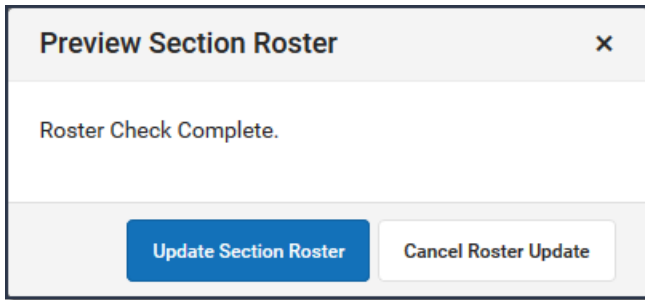 Preview Section Roster ×
Roster Check Complete.
Update Section Roster Cancel Roster Update